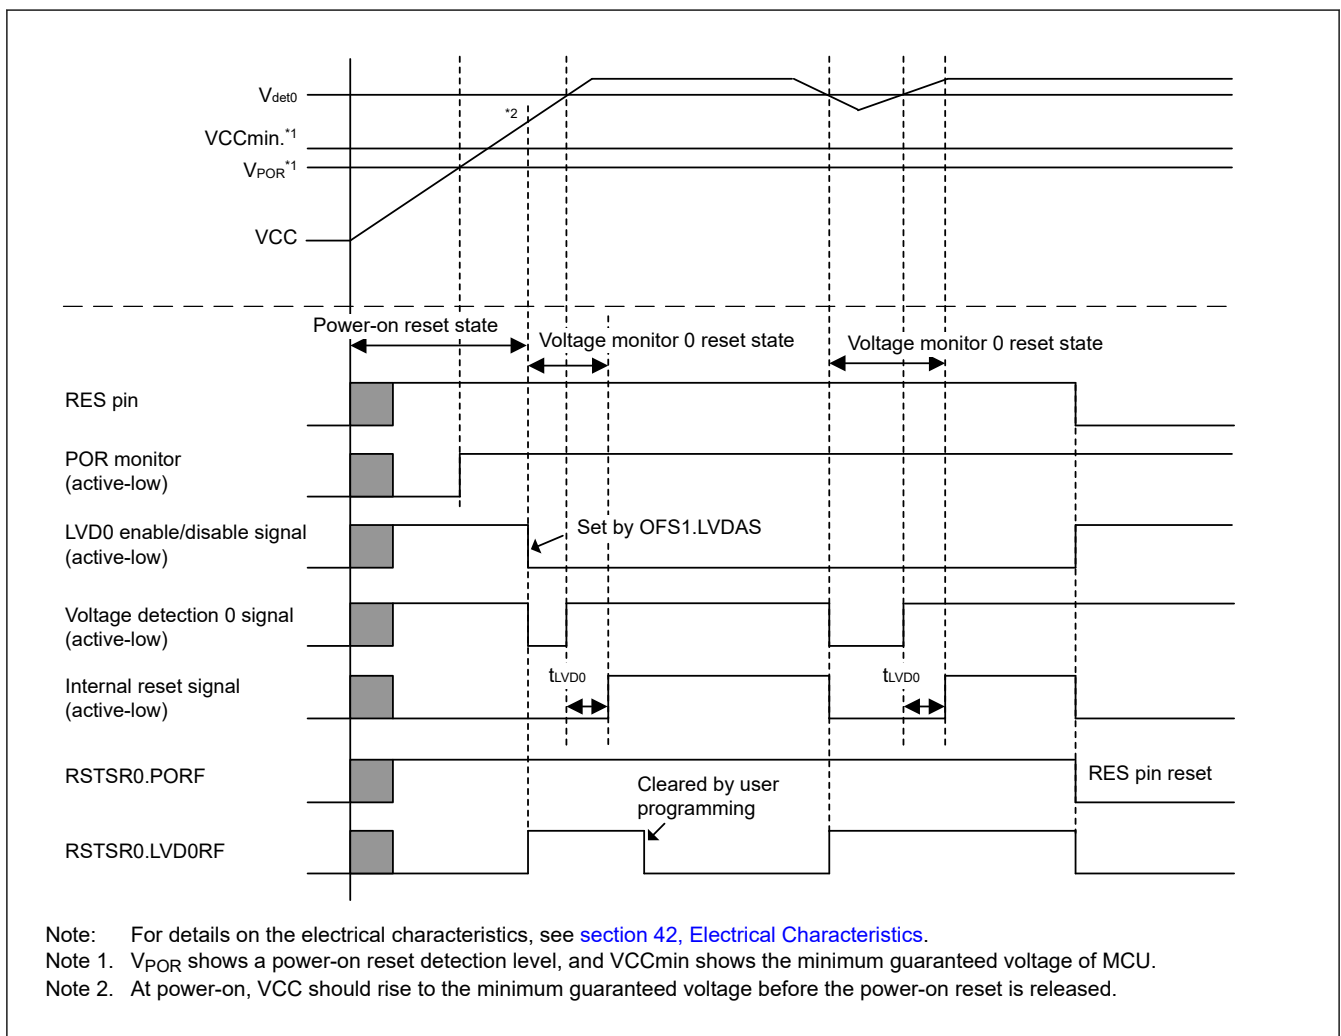 Vdet0
*2
VCCmin.*1
VPOR*1
VCC
Power-on reset state
Voltage monitor 0 reset state
Voltage monitor 0 reset state
RES pin
POR monitor
(active-low)
LVD0 enable/disable signal
(active-low)
Set by OFS1.LVDAS
Voltage detection 0 signal
(active-low)
Internal reset signal
(active-low)
tLVD0
tLVD0
RSTSR0.PORF
RES pin reset
Cleared by user
programming
RSTSR0.LVD0RF
Note: For details on the electrical characteristics, see section 42, Electrical Characteristics.
Note 1. VPOR shows a power-on reset detection level, and VCCmin shows the minimum guaranteed voltage of MCU.
Note 2. At power-on, VCC should rise to the minimum guaranteed voltage before the power-on reset is released.